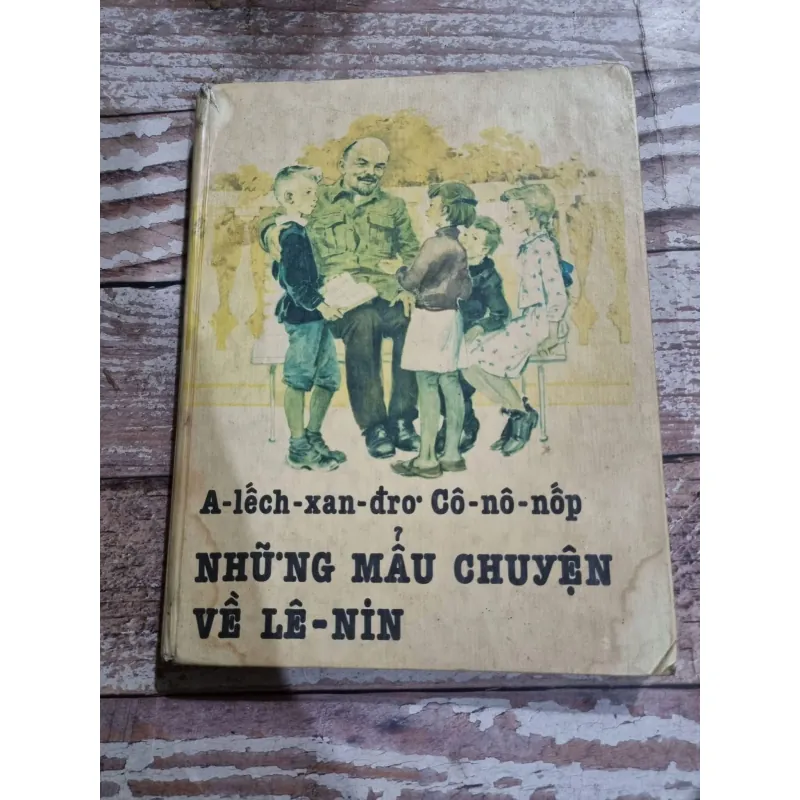 A-lếch-xan-đrơ Cô-nô-nốp
NHỮNG MẨU CHUYỆN
VỀ LÊ-NIN